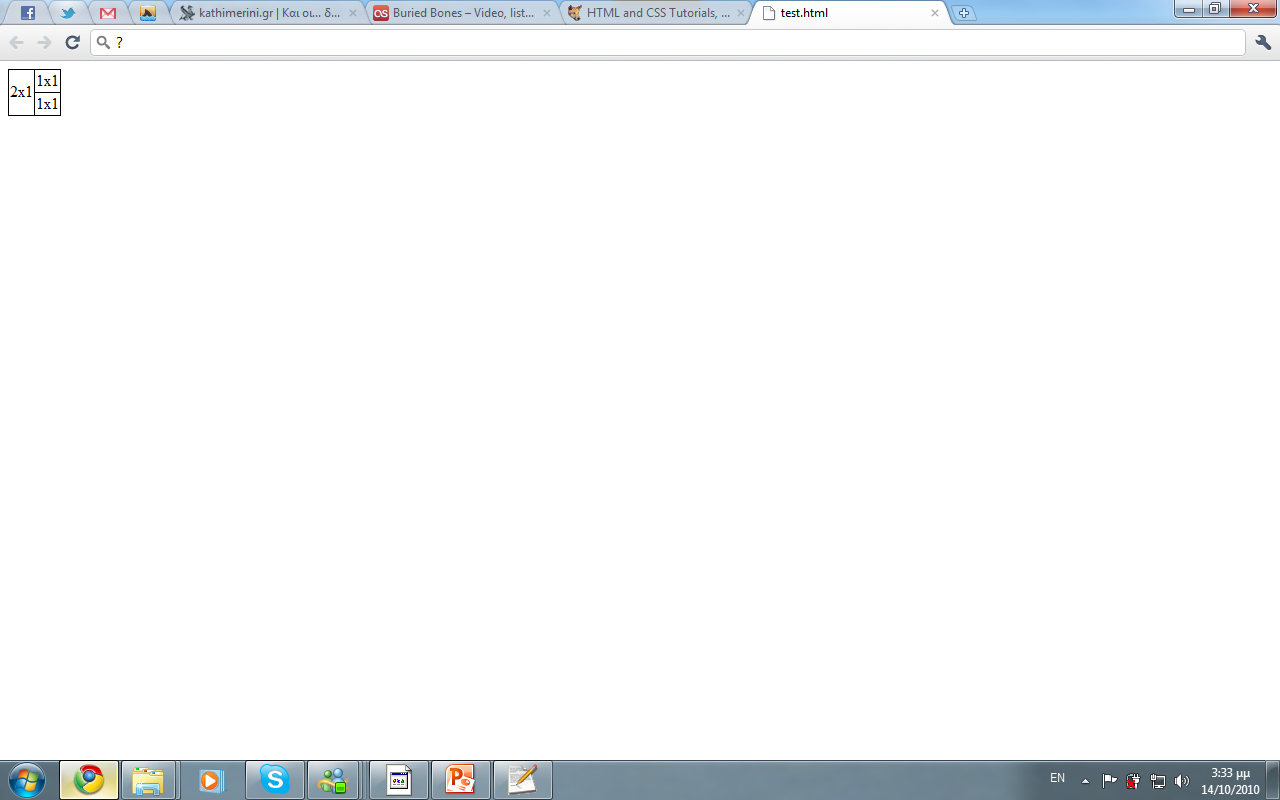 kathimerini.gr | Και οι... δ...
Buried Bones – Video, list...
HTML and CSS Tutorials, ...
test.html
?
2x1
1x1
1x1
EN
3:33 μμ
14/10/2010